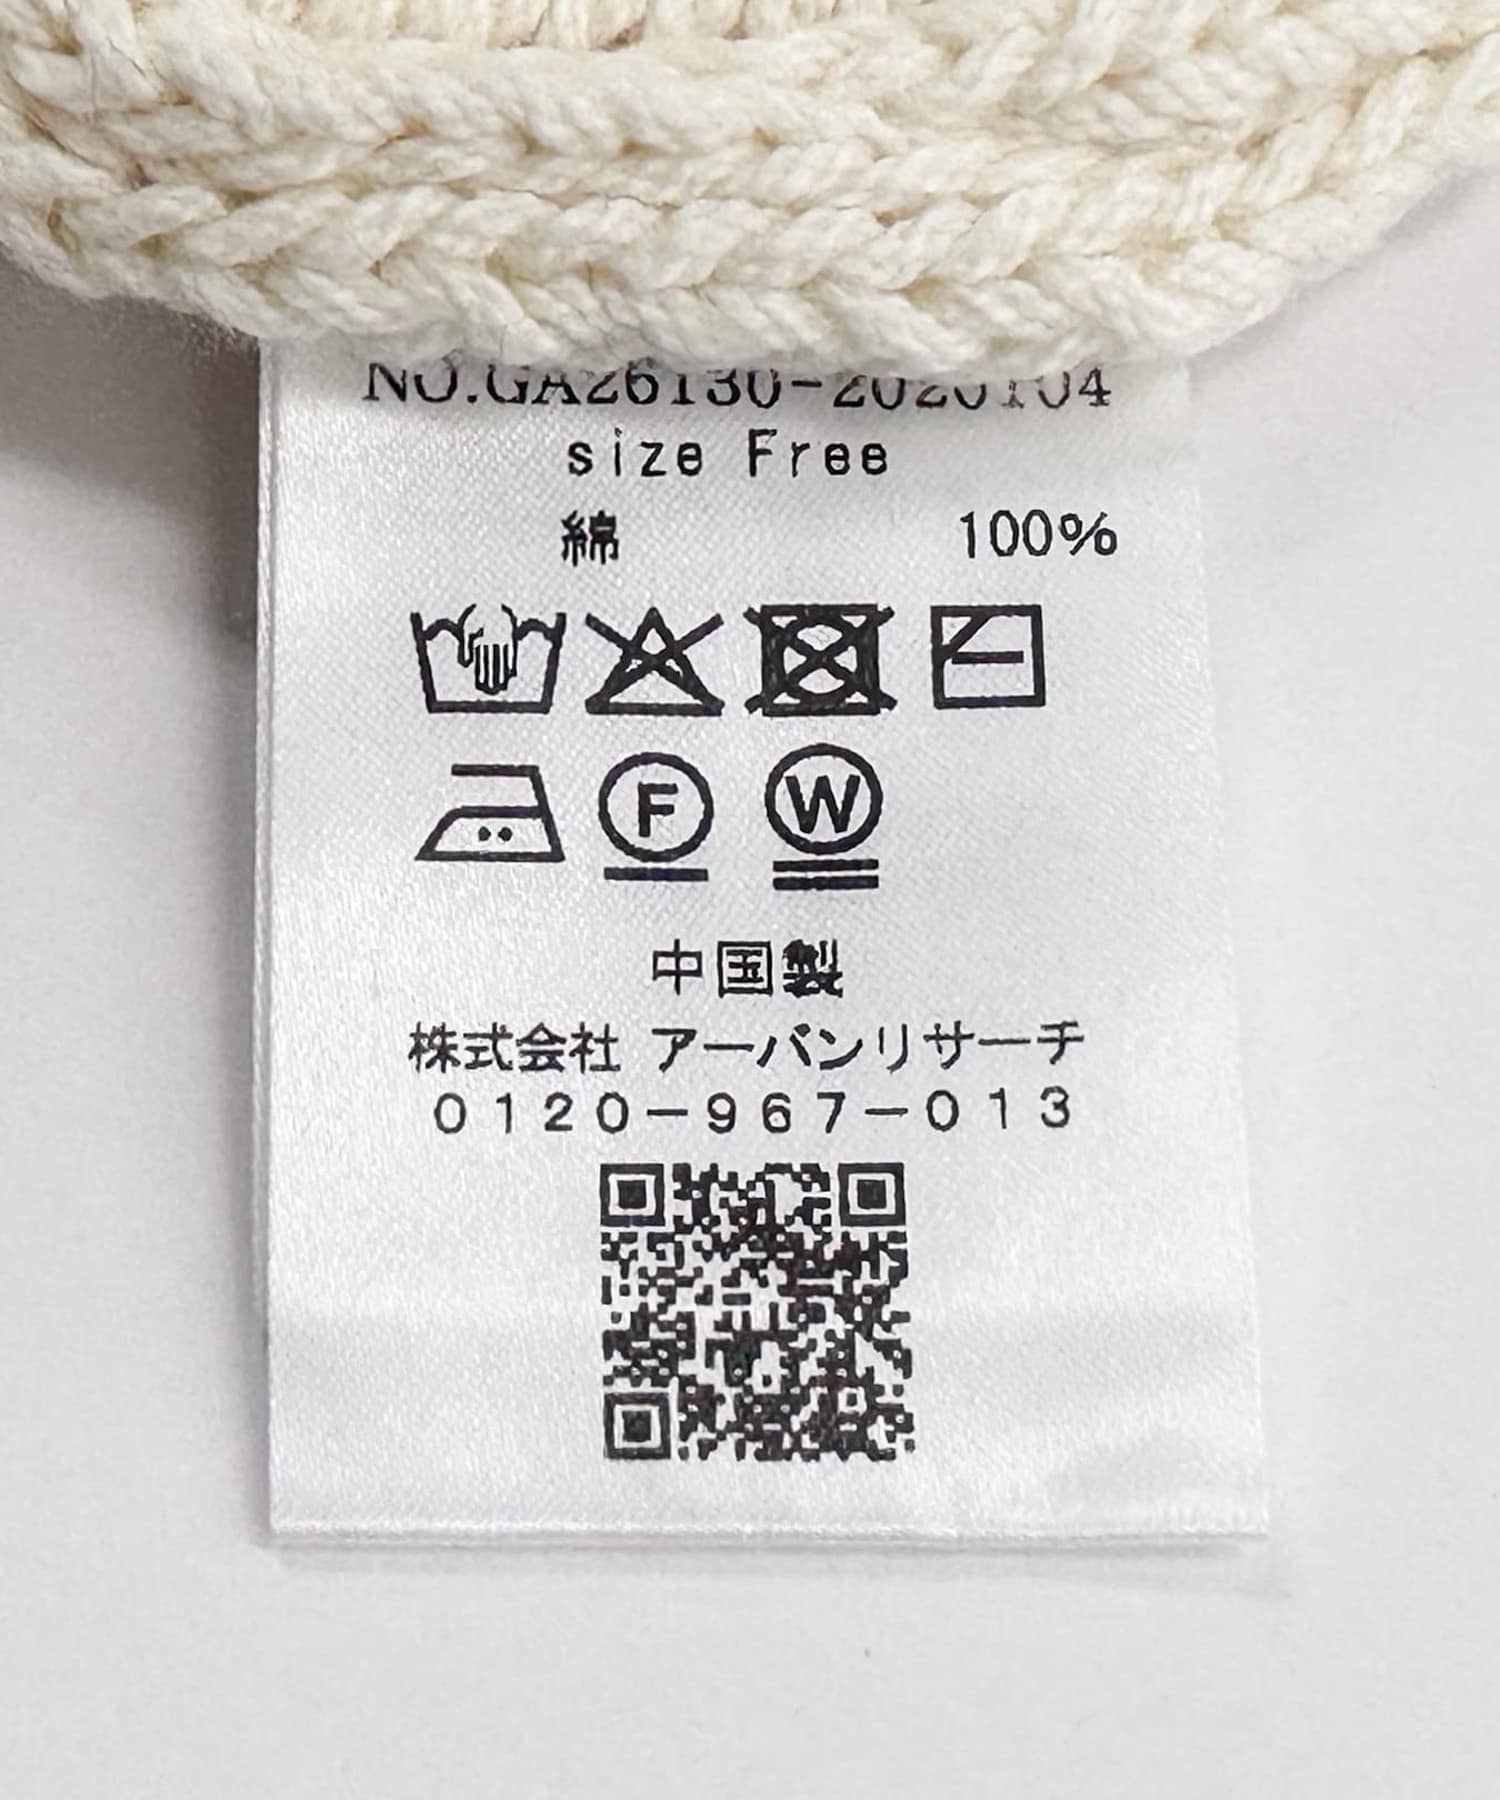 NO.GA26130-2020104
size Free
綿 100%
F W
中国製
株式会社 アーバンリサーチ
0120-967-013